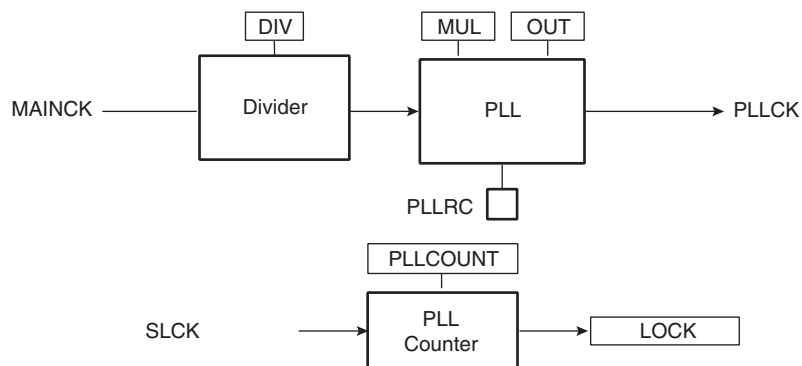 DIV
MUL
OUT
MAINCK
Divider
PLL
PLLCK
PLLRC
PLLCOUNT
SLCK
PLL
Counter
LOCK